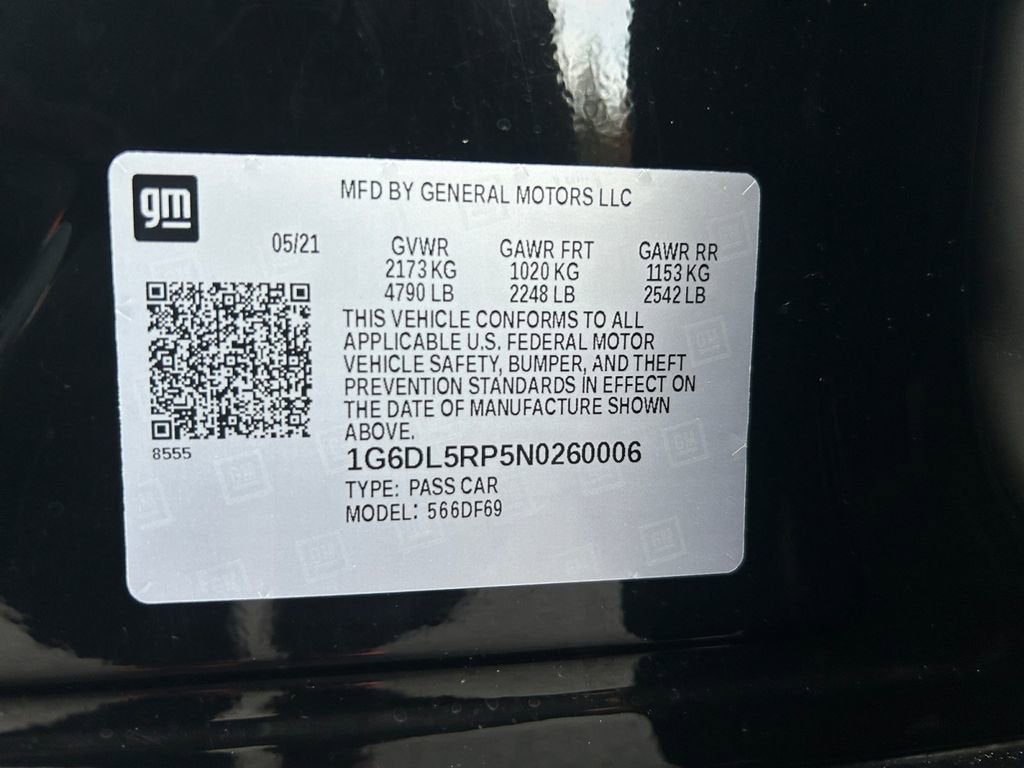 gm
MFD BY GENERAL MOTORS LLC
05/21
GVWR GAWR FRT GAWR RR
2173 KG 1020 KG 1153 KG
4790 LB 2248 LB 2542 LB
THIS VEHICLE CONFORMS TO ALL
APPLICABLE U.S. FEDERAL MOTOR
VEHICLE SAFETY, BUMPER, AND THEFT
PREVENTION STANDARDS IN EFFECT ON
THE DATE OF MANUFACTURE SHOWN
ABOVE.
8555
1G6DL5RP5N0260006
TYPE: PASS CAR
MODEL: 566DF69